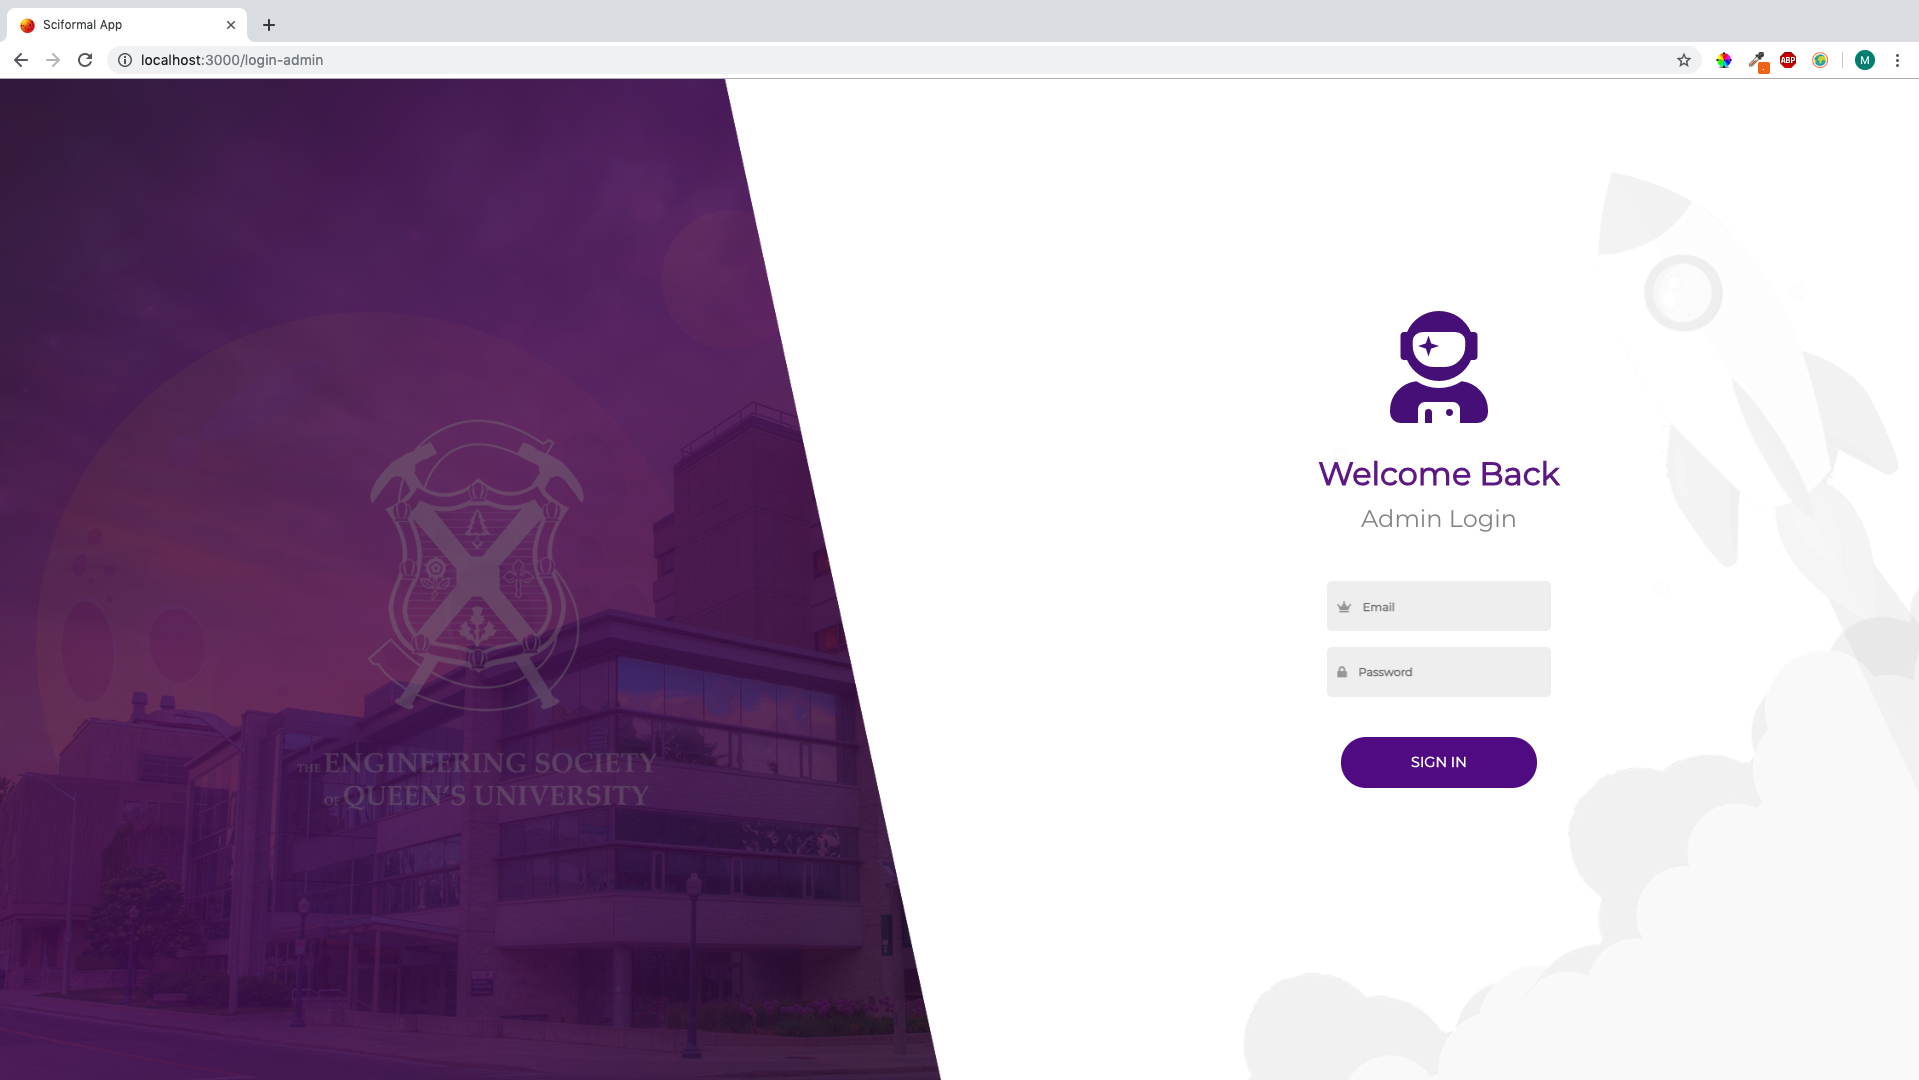 Sciformal App
localhost:3000/login-admin
ABP
M
THE ENGINEERING SOCIETY
OF QUEEN'S UNIVERSITY
Welcome Back
Admin Login
Email
Password
SIGN IN